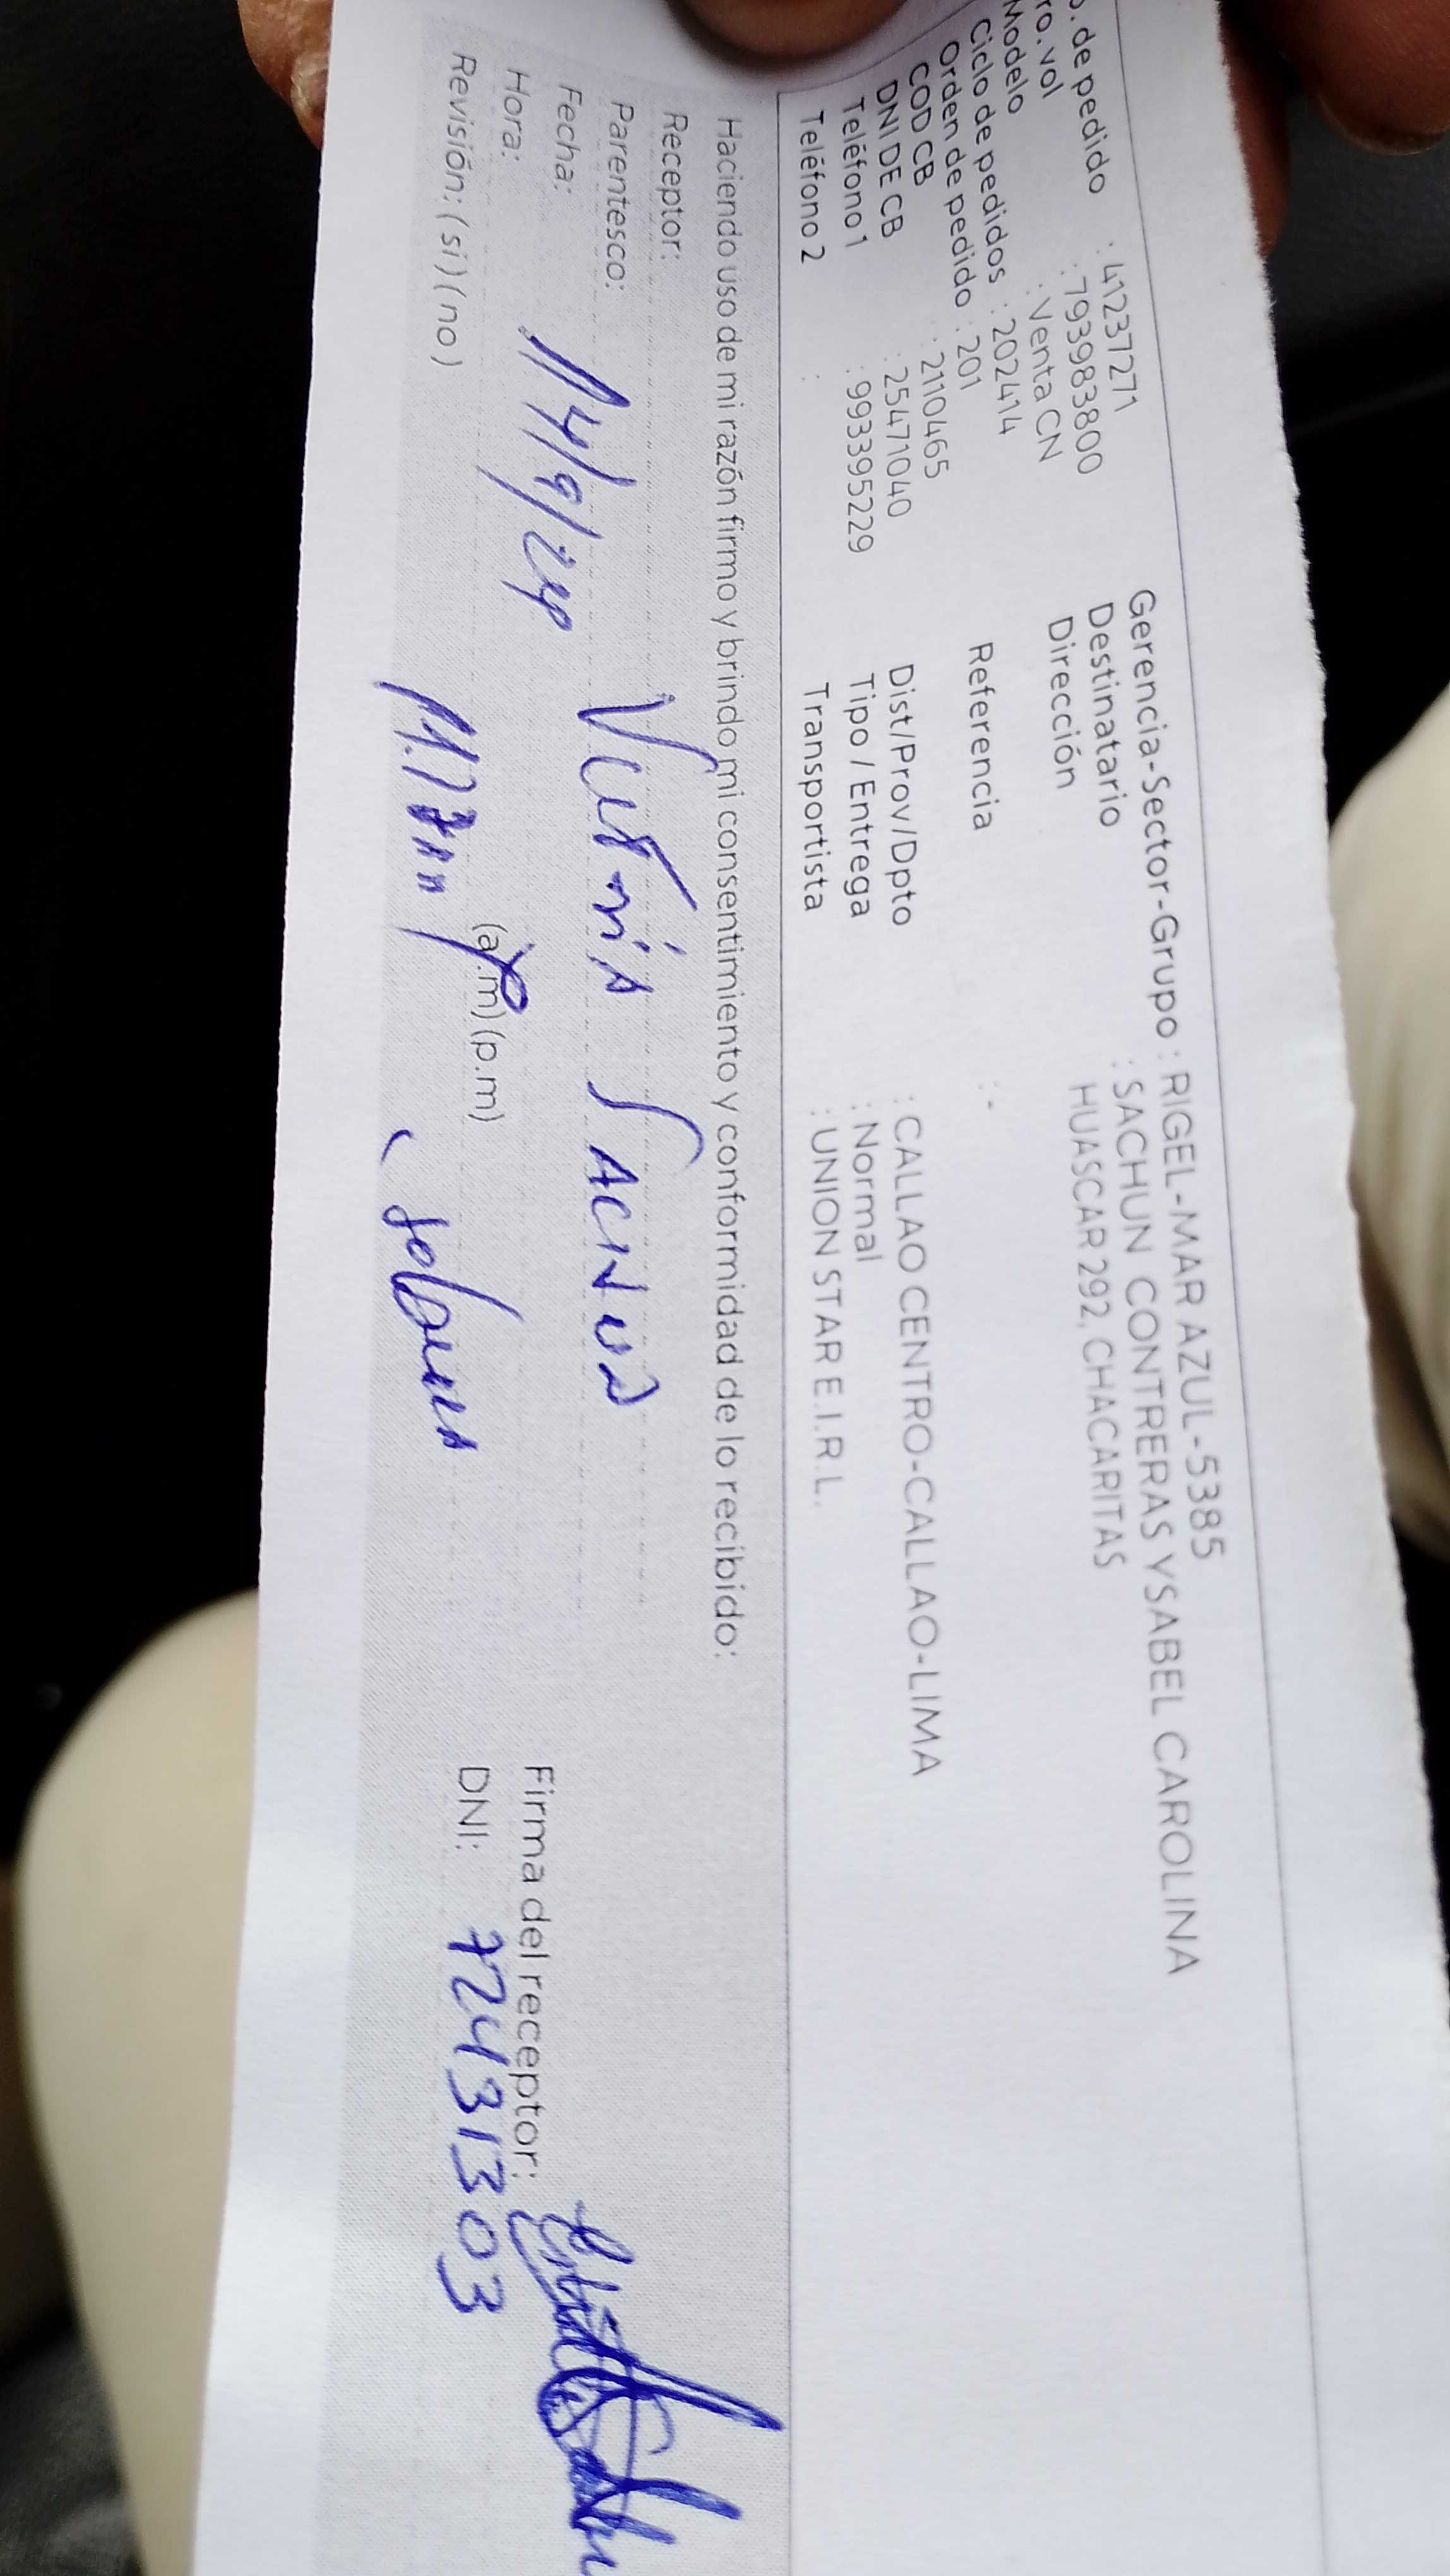 . de pedido : 41237271
ro. vol : 793983800
Modelo : Venta CN
Ciclo de pedidos : 202414
Orden de pedido : 201
COD CB : 2110465
DNI DE CB : 25471040
Teléfono 1 : 993395229
Teléfono 2 :
Gerencia-Sector-Grupo : RIGEL-MAR AZUL-5385
Destinatario : SACHUN CONTRERAS YSABEL CAROLINA
Dirección HUASCAR 292, CHACARITAS
Referencia : -
Dist/Prov/Dpto : CALLAO CENTRO-CALLAO-LIMA
Tipo / Entrega : Normal
Transportista : UNION STAR E.I.R.L.
Haciendo uso de mi razón firmo y brindo mi consentimiento y conformidad de lo recibido:
Receptor:
Parentesco:
Fecha: 14/9/24
Hora: (a.m) (p.m)
Revisión: (si) (no)
Firma del receptor:
DNI: 72431303